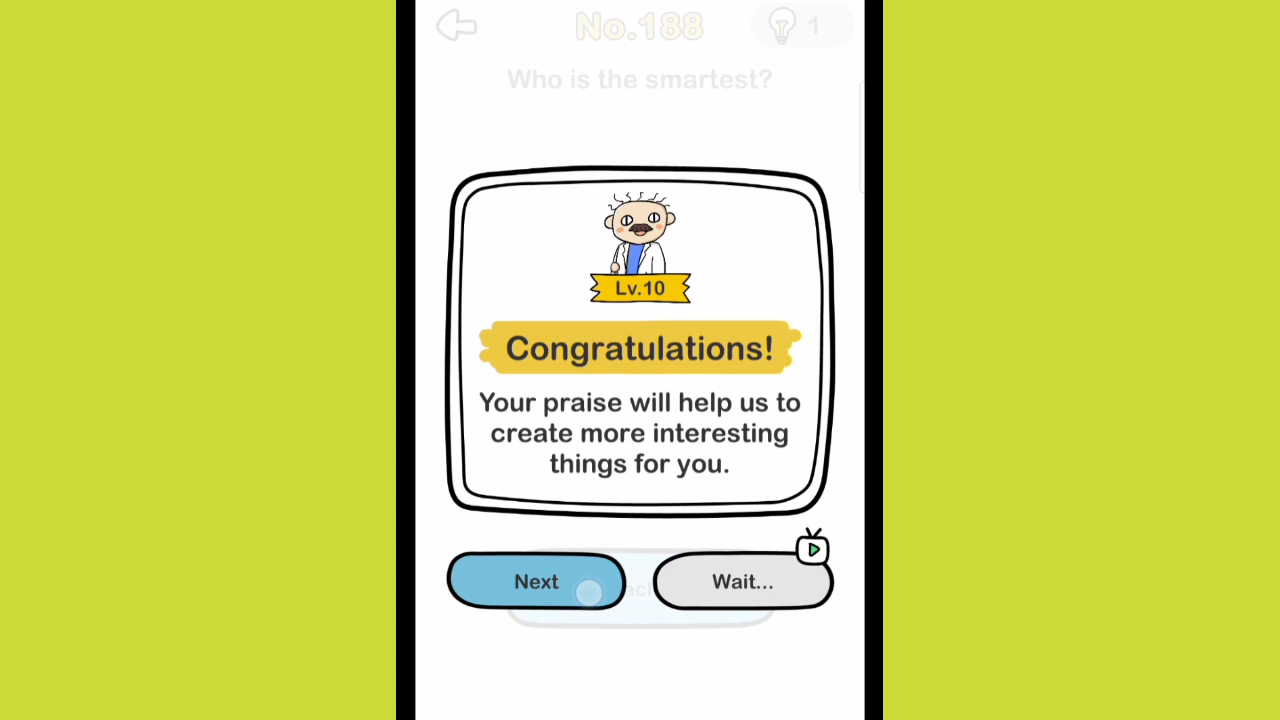 No.188
1
Who is the smartest?
Lv.10
Congratulations!
Your praise will help us to
create more interesting
things for you.
Next
Wait...